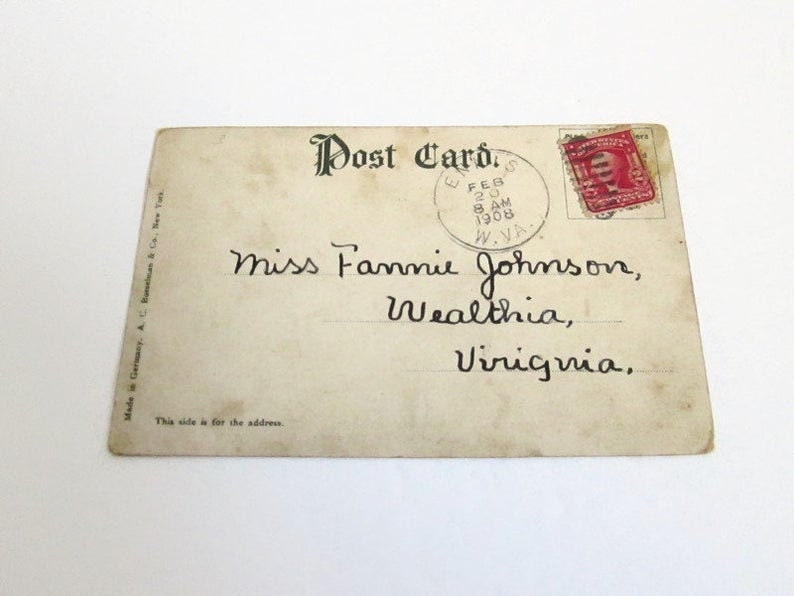 Post Card.
FEB
20
8 AM
1908
W. VA.
Miss Fannie Johnson,
Wealthia,
Virignia.
This side is for the address.
Made in Germany. A. C. Bosselman & Co., New York.